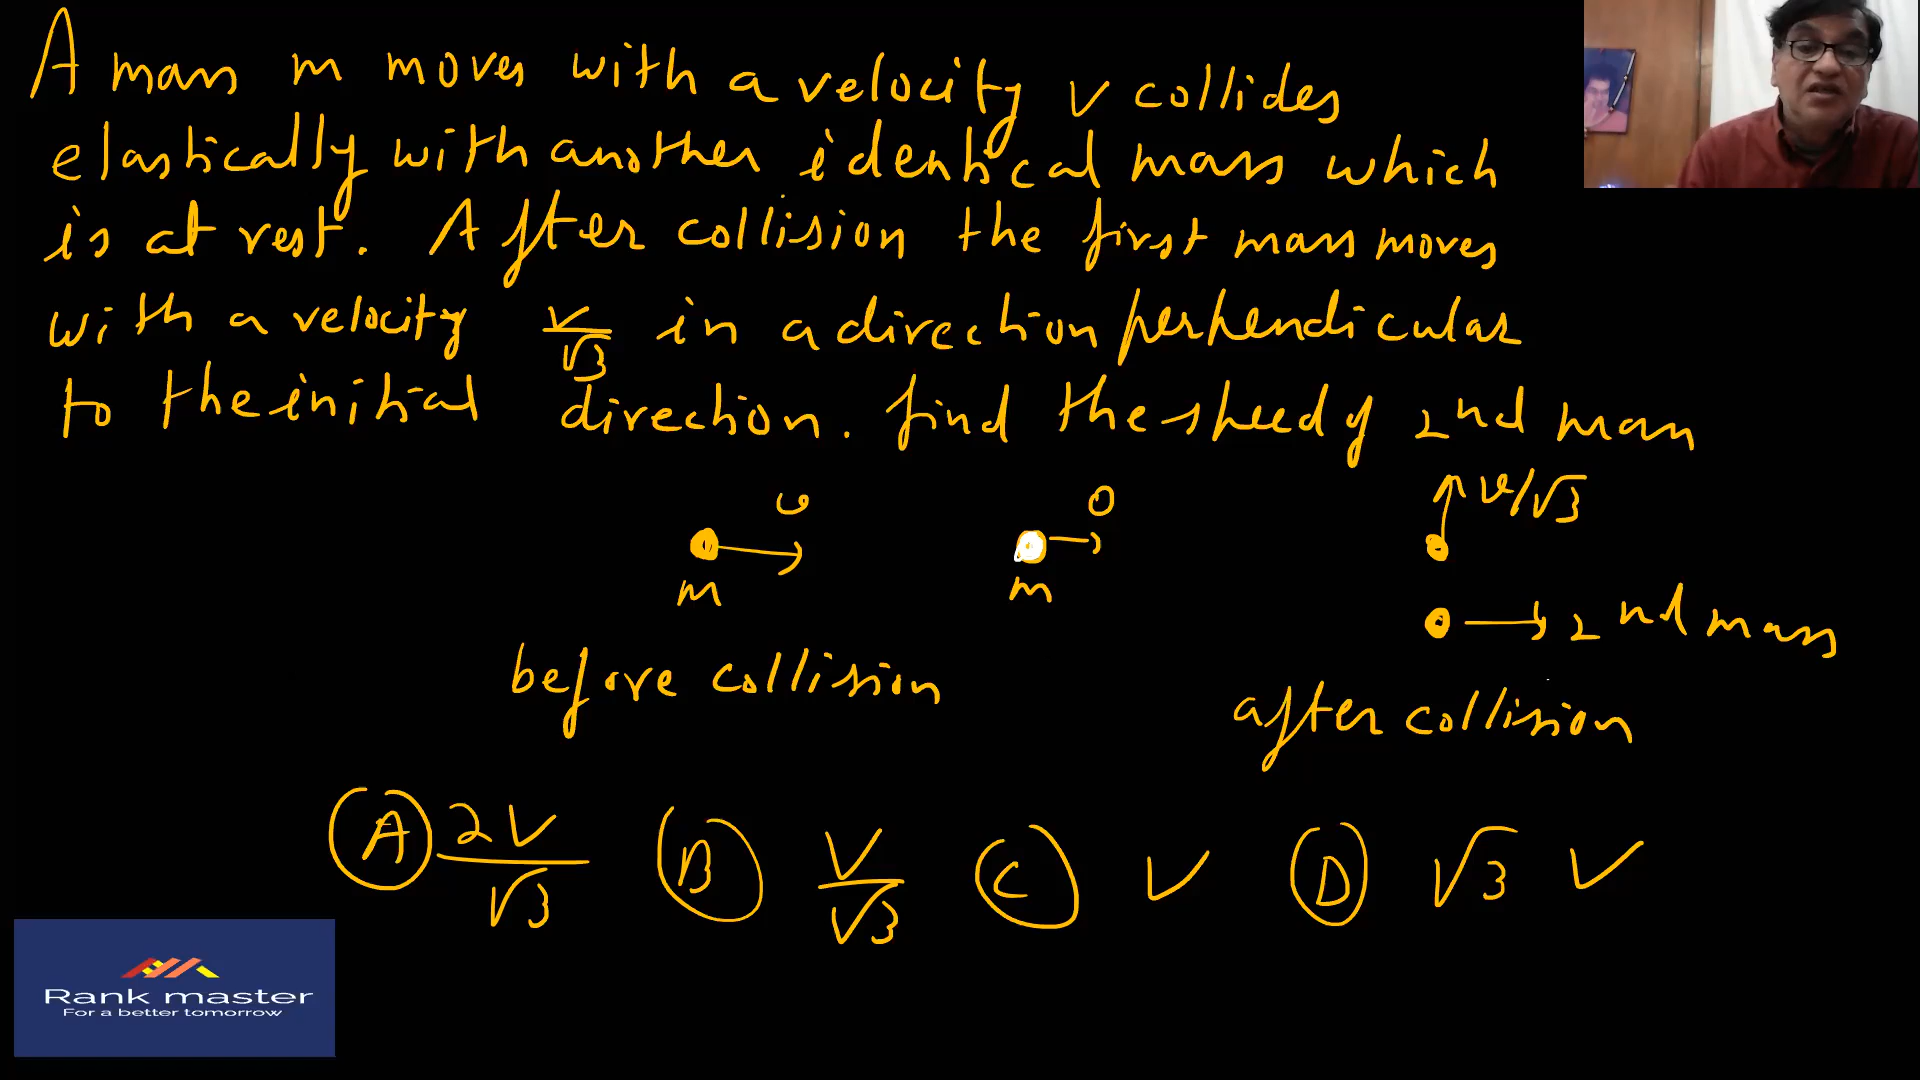 A mass m moves with a velocity v collides
elastically with another identical mass which
is at rest. After collision the first mass moves
with a velocity v/√3 in a direction perpendicular
to the initial direction. find the speed of 2nd mass
v 0 v/√3
m m
2nd mass
before collision
after collision
A 2V/√3 B V/√3 C V D √3 V
Rank master
For a better tomorrow